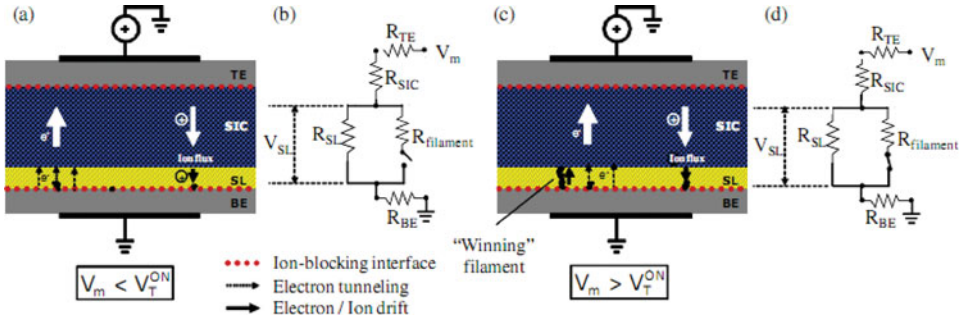 (a)
TE
e-
SIC
Ion flux
e-
SL
BE
V_m < V_T^ON
(b)
R_TE
V_m
R_SIC
V_SL
R_SL
R_filament
R_BE
Ion-blocking interface
Electron tunneling
Electron / Ion drift
(c)
TE
e-
SIC
Ion flux
e-
SL
BE
"Winning"
filament
V_m > V_T^ON
(d)
R_TE
V_m
R_SIC
V_SL
R_SL
R_filament
R_BE